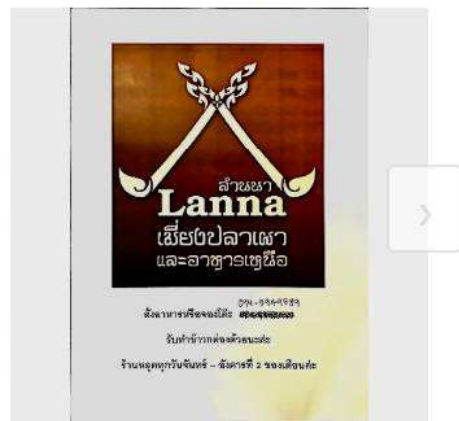 ล้านนา
Lanna
เมี่ยงปลาเผา
และอาหารเหนือ
สั่งอาหารหรือจองโต๊ะ
รับทำข้าวกล่องด้วยนะคะ
ร้านหยุดทุกวันจันทร์ – อังคารที่ 2 ของเดือนค่ะ